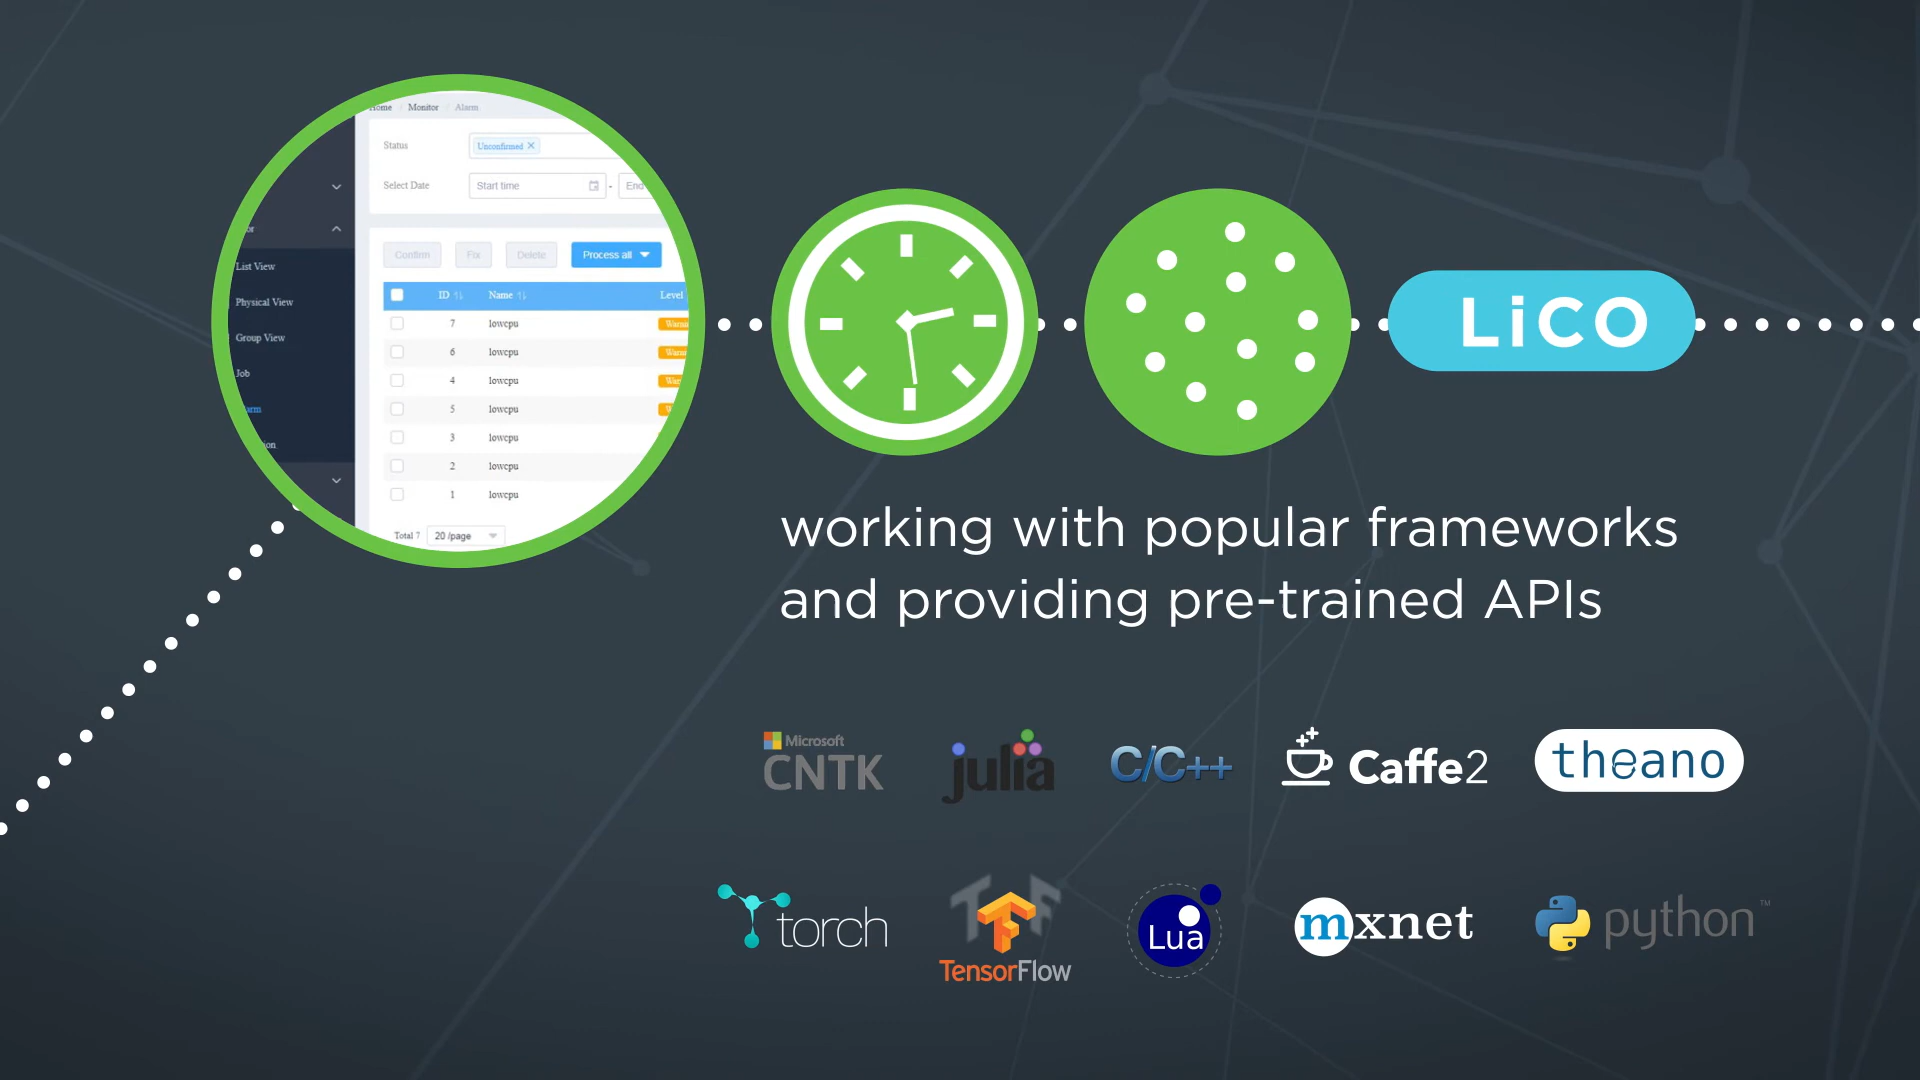 Home / Monitor / Alarm
Status
Unconfirmed ×
Select Date
Start time
-
End
Confirm
Fix
Delete
Process all
List View
Physical View
Group View
Job
ID
Name
Level
7 lowcpu
6 lowcpu
4 lowcpu
5 lowcpu
3 lowcpu
2 lowcpu
1 lowcpu
Total 7
20 /page
LiCO
working with popular frameworks
and providing pre-trained APIs
Microsoft
CNTK
julia
C/C++
Caffe2
theano
torch
TF
TensorFlow
Lua
mxnet
python™